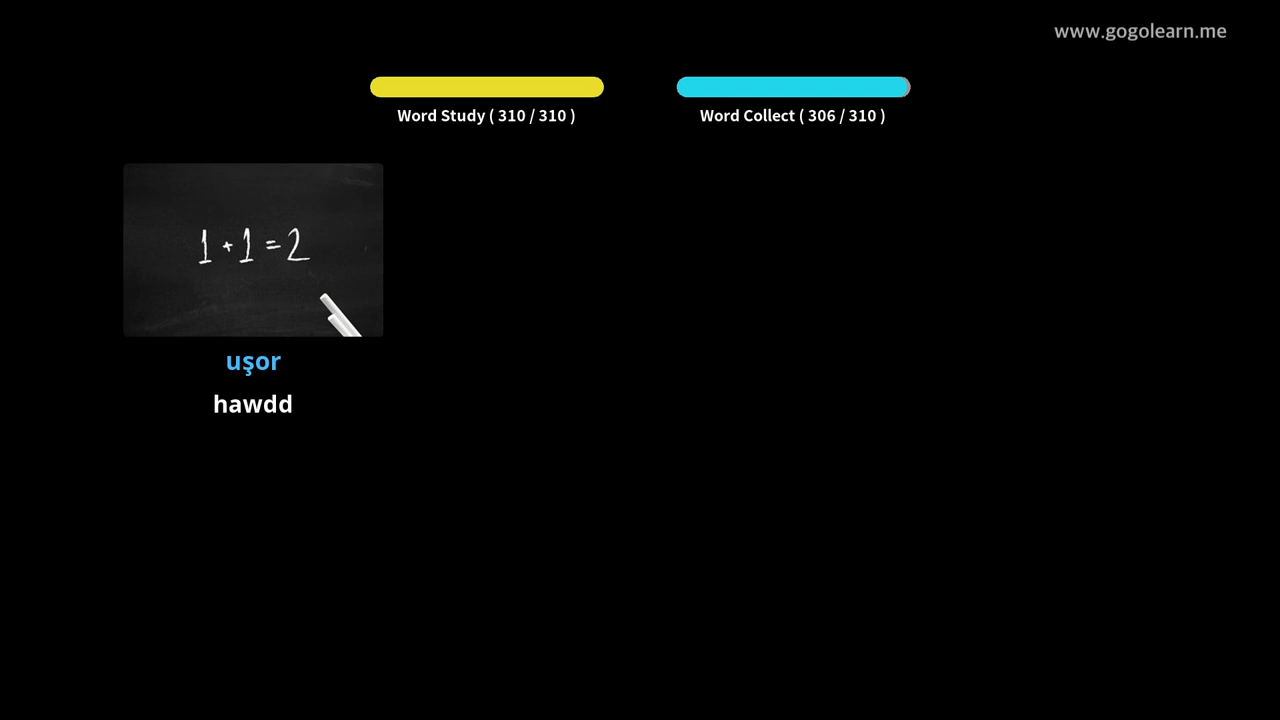 www.gogolearn.me
Word Study ( 310 / 310 )
Word Collect ( 306 / 310 )
1 + 1 = 2
uşor
hawdd